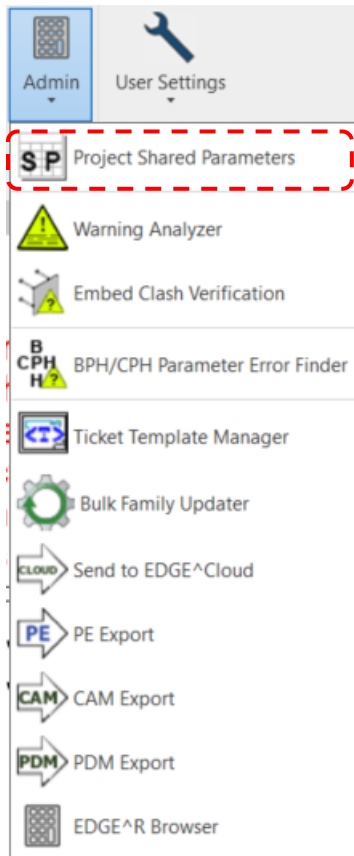 Admin
User Settings
S P Project Shared Parameters
Warning Analyzer
Embed Clash Verification
B
CPH BPH/CPH Parameter Error Finder
H ?
<T> Ticket Template Manager
Bulk Family Updater
CLOUD Send to EDGE^Cloud
PE PE Export
CAM CAM Export
PDM PDM Export
EDGE^R Browser